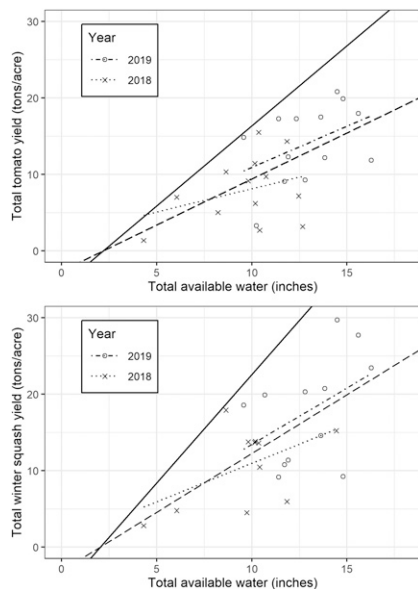 30
20
10
0
Total tomato yield (tons/acre)
Year
2019
2018
0 5 10 15
Total available water (inches)
30
20
10
0
Total winter squash yield (tons/acre)
Year
2019
2018
0 5 10 15
Total available water (inches)